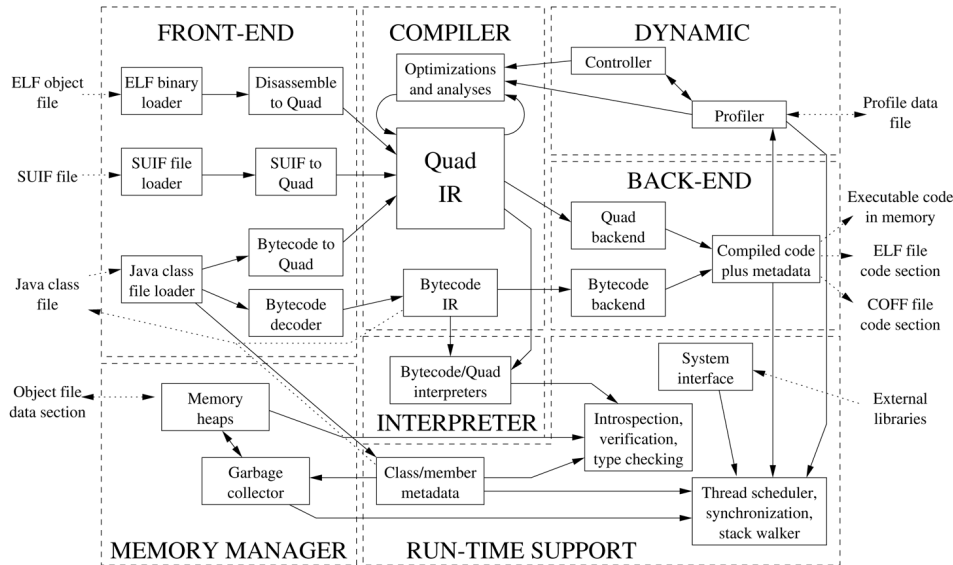 FRONT-END
COMPILER
DYNAMIC
ELF object
file
ELF binary
loader
Disassemble
to Quad
Optimizations
and analyses
Controller
Profiler
Profile data
file
SUIF file
SUIF file
loader
SUIF to
Quad
Quad
IR
BACK-END
Executable code
in memory
Quad
backend
Compiled code
plus metadata
ELF file
code section
Java class
file
Java class
file loader
Bytecode to
Quad
Bytecode
decoder
Bytecode
IR
Bytecode
backend
COFF file
code section
Object file
data section
Memory
heaps
Bytecode/Quad
interpreters
INTERPRETER
System
interface
External
libraries
Introspection,
verification,
type checking
Garbage
collector
Class/member
metadata
Thread scheduler,
synchronization,
stack walker
MEMORY MANAGER
RUN-TIME SUPPORT